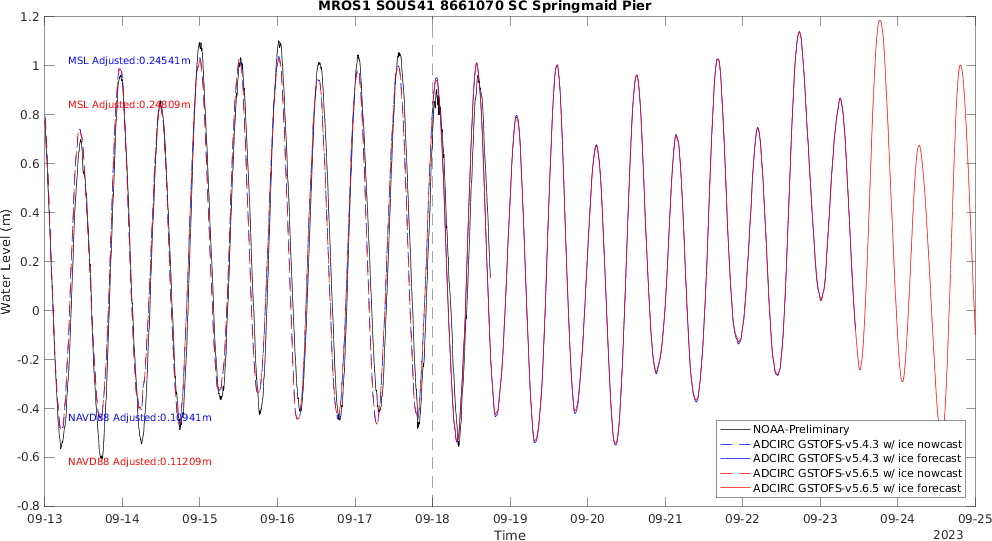 MROS1 SOUS41 8661070 SC Springmaid Pier
1.2
1
0.8
0.6
0.4
0.2
0
-0.2
-0.4
-0.6
-0.8
Water Level (m)
MSL Adjusted:0.24541m
MSL Adjusted:0.24809m
NAVD88 Adjusted:0.10941m
NAVD88 Adjusted:0.11209m
NOAA-Preliminary
ADCIRC GSTOFS-v5.4.3 w/ ice nowcast
ADCIRC GSTOFS-v5.4.3 w/ ice forecast
ADCIRC GSTOFS-v5.6.5 w/ ice nowcast
ADCIRC GSTOFS-v5.6.5 w/ ice forecast
09-13 09-14 09-15 09-16 09-17 09-18 09-19 09-20 09-21 09-22 09-23 09-24 09-25
Time
2023